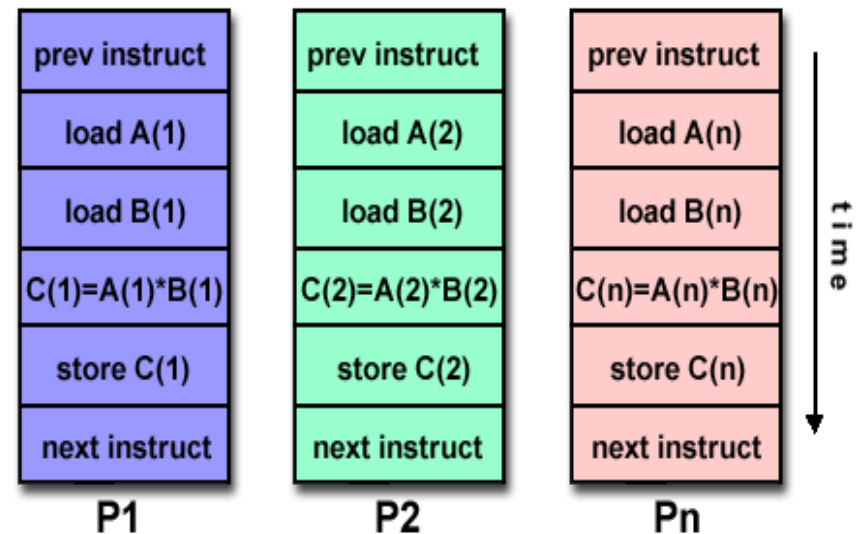 prev instruct
load A(1)
load B(1)
C(1)=A(1)*B(1)
store C(1)
next instruct
P1
prev instruct
load A(2)
load B(2)
C(2)=A(2)*B(2)
store C(2)
next instruct
P2
prev instruct
load A(n)
load B(n)
C(n)=A(n)*B(n)
store C(n)
next instruct
Pn
time